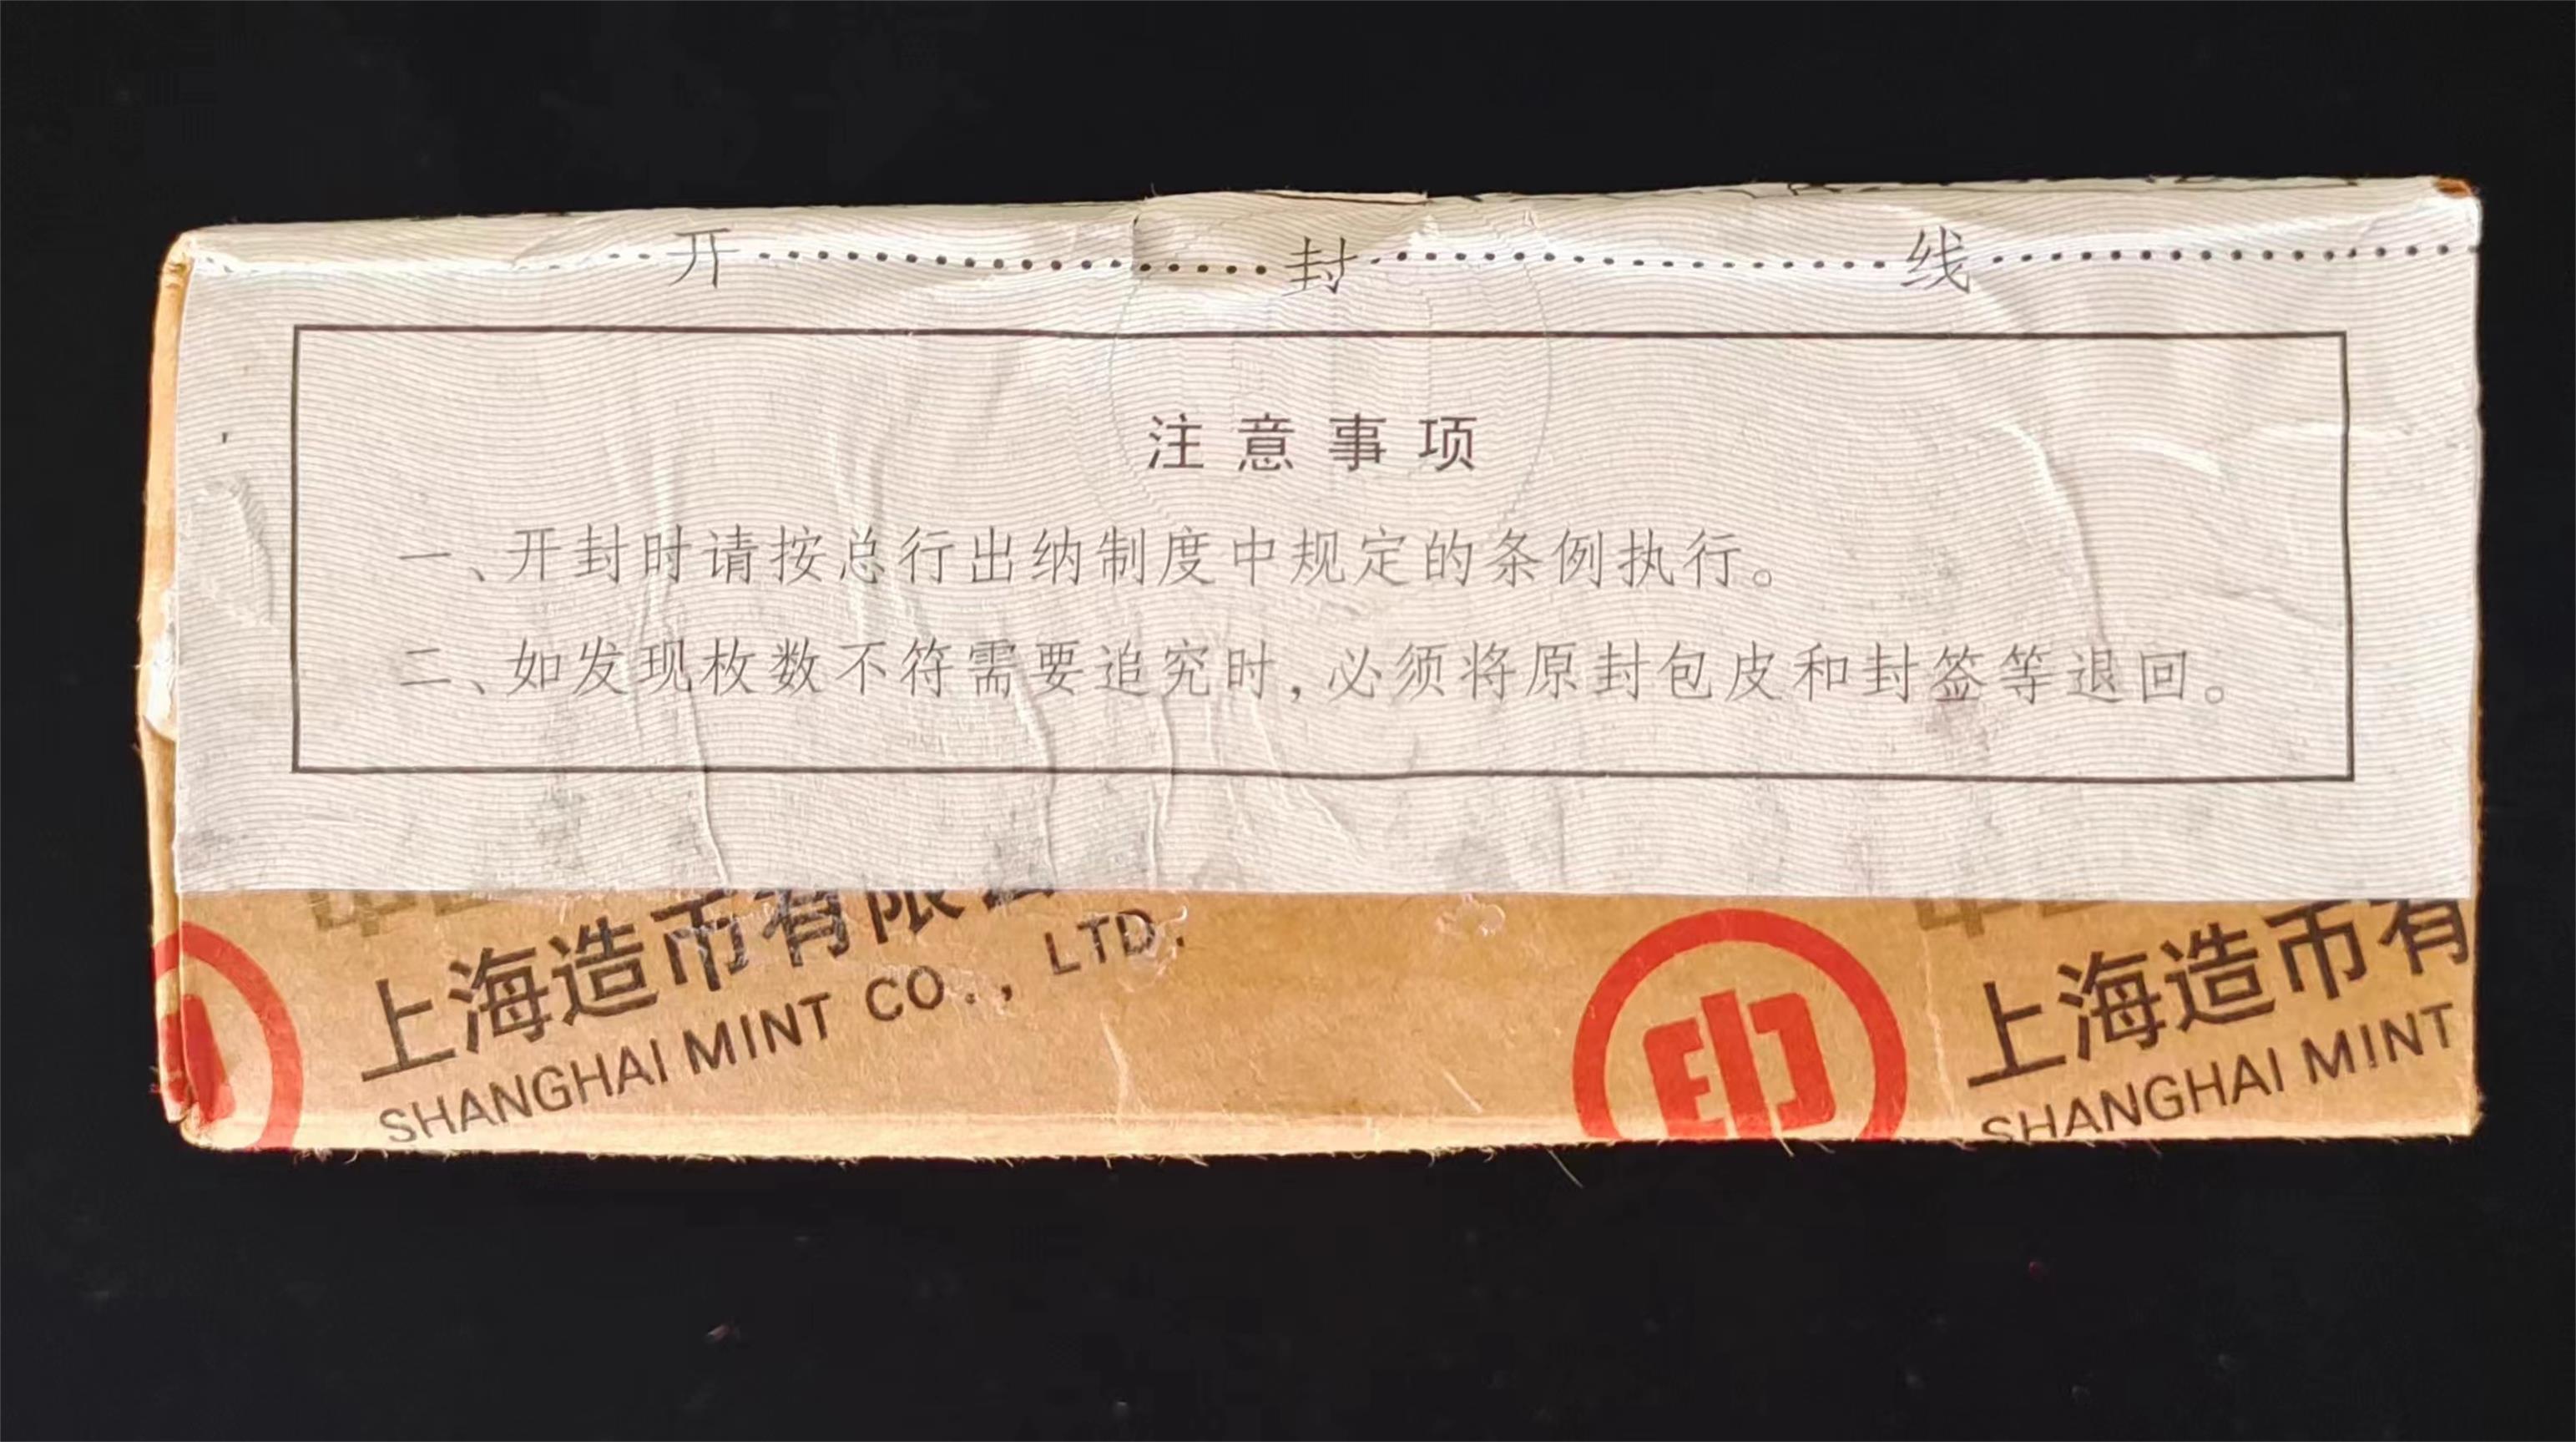 开 封 线
注意事项
一、开封时请按总行出纳制度中规定的条例执行。
二、如发现枚数不符需要追究时,必须将原封包皮和封签等退回。
上海造币有限
SHANGHAI MINT CO., LTD.
上海造币有
SHANGHAI MINT